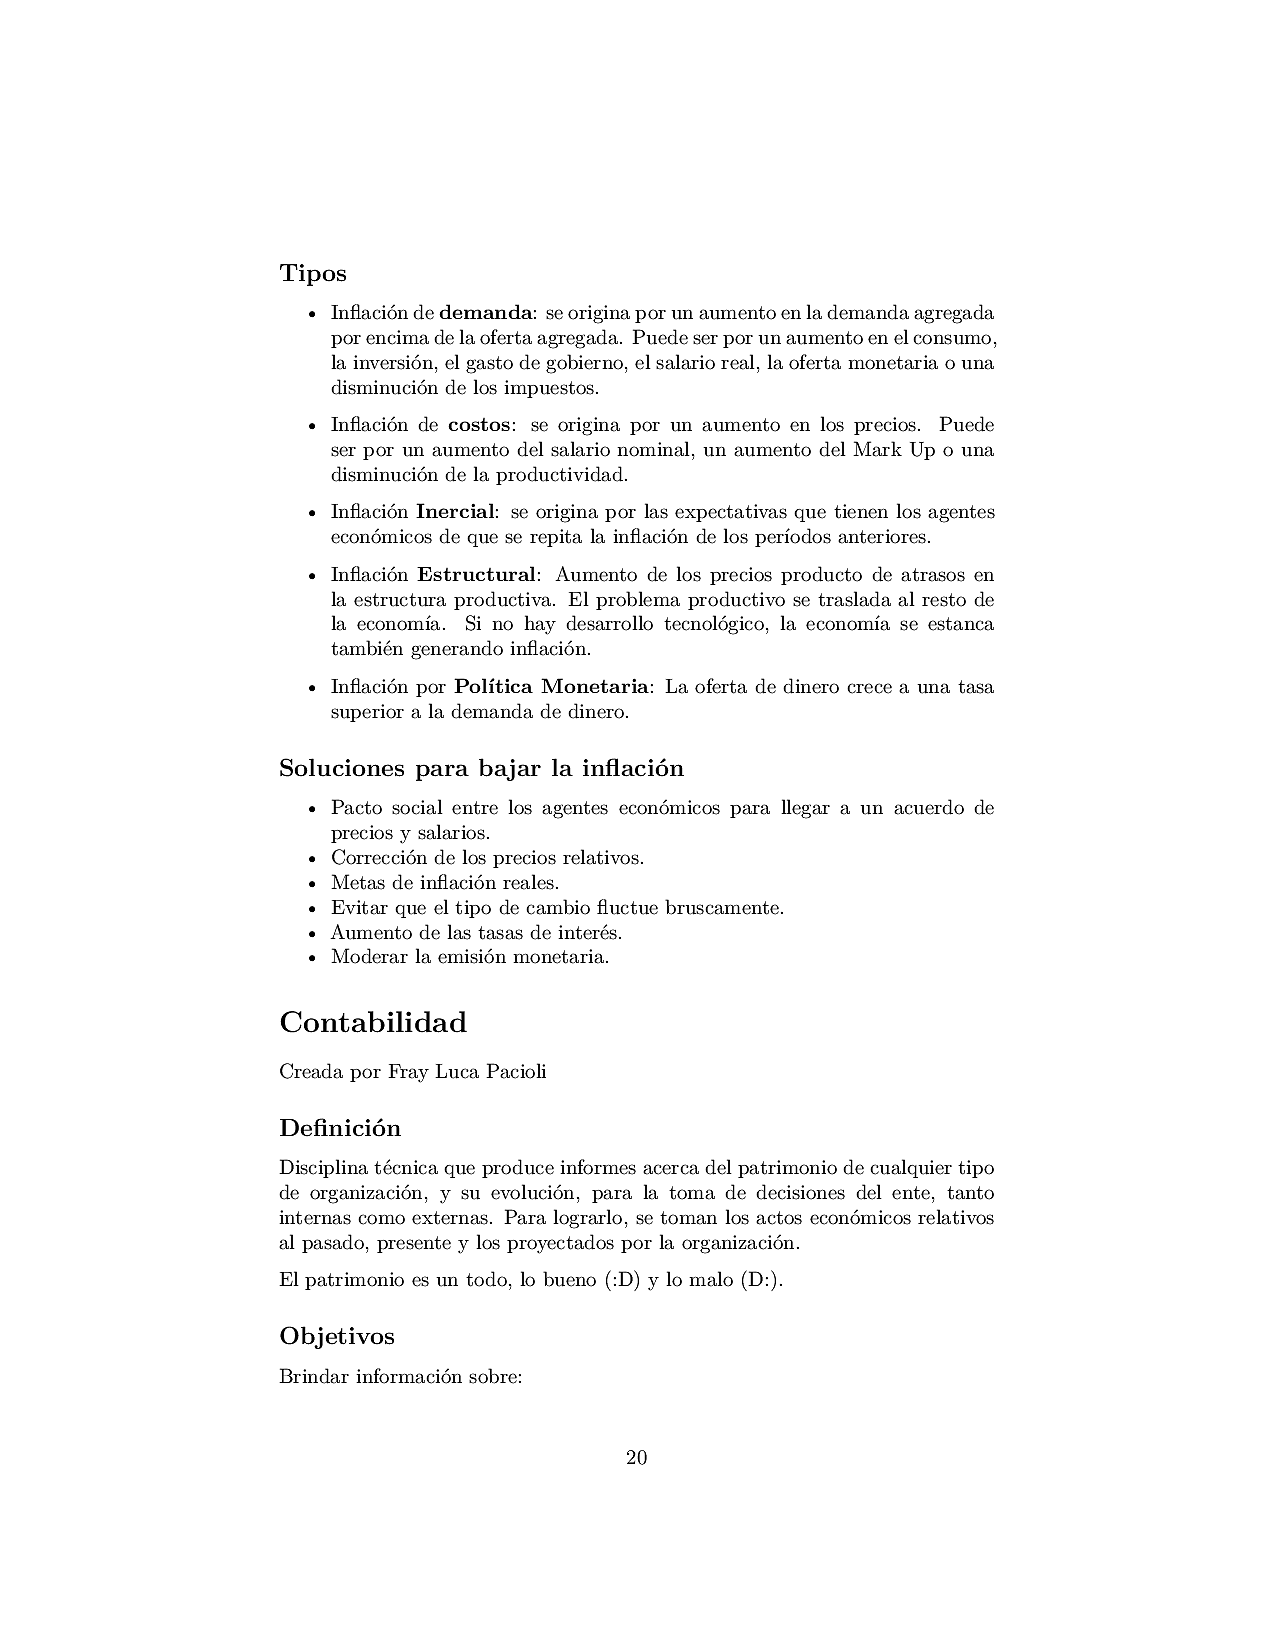 Tipos
• Inflación de demanda: se origina por un aumento en la demanda agregada
por encima de la oferta agregada. Puede ser por un aumento en el consumo,
la inversión, el gasto de gobierno, el salario real, la oferta monetaria o una
disminución de los impuestos.
• Inflación de costos: se origina por un aumento en los precios. Puede
ser por un aumento del salario nominal, un aumento del Mark Up o una
disminución de la productividad.
• Inflación Inercial: se origina por las expectativas que tienen los agentes
económicos de que se repita la inflación de los períodos anteriores.
• Inflación Estructural: Aumento de los precios producto de atrasos en
la estructura productiva. El problema productivo se traslada al resto de
la economía. Si no hay desarrollo tecnológico, la economía se estanca
también generando inflación.
• Inflación por Política Monetaria: La oferta de dinero crece a una tasa
superior a la demanda de dinero.
Soluciones para bajar la inflación
• Pacto social entre los agentes económicos para llegar a un acuerdo de
precios y salarios.
• Corrección de los precios relativos.
• Metas de inflación reales.
• Evitar que el tipo de cambio fluctue bruscamente.
• Aumento de las tasas de interés.
• Moderar la emisión monetaria.
Contabilidad
Creada por Fray Luca Pacioli
Definición
Disciplina técnica que produce informes acerca del patrimonio de cualquier tipo
de organización, y su evolución, para la toma de decisiones del ente, tanto
internas como externas. Para lograrlo, se toman los actos económicos relativos
al pasado, presente y los proyectados por la organización.
El patrimonio es un todo, lo bueno (:D) y lo malo (D:).
Objetivos
Brindar información sobre:
20